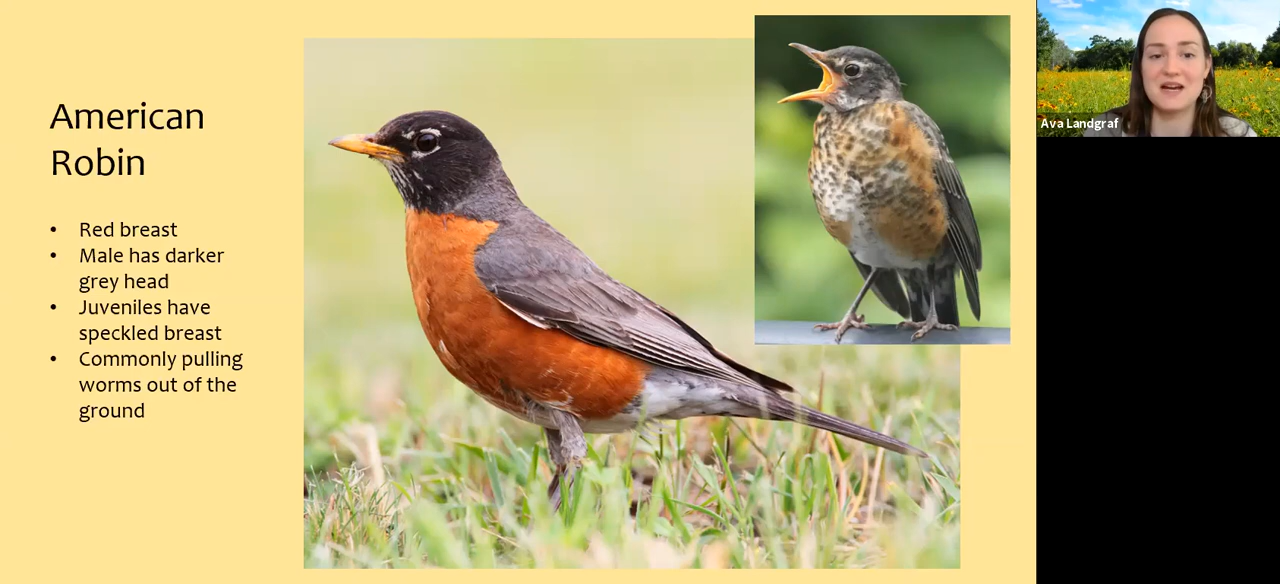 American
Robin
• Red breast
• Male has darker
grey head
• Juveniles have
speckled breast
• Commonly pulling
worms out of the
ground
Ava Landgraf